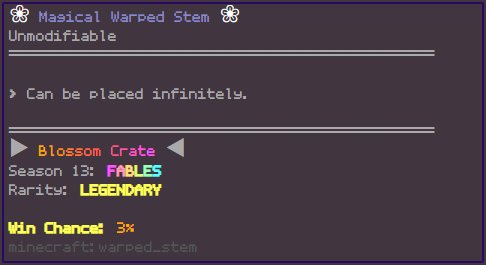 ❀ Magical Warped Stem ❀
Unmodifiable
> Can be placed infinitely.
▶ Blossom Crate ◀
Season 13: FABLES
Rarity: LEGENDARY
Win Chance: 3%
minecraft:warped_stem